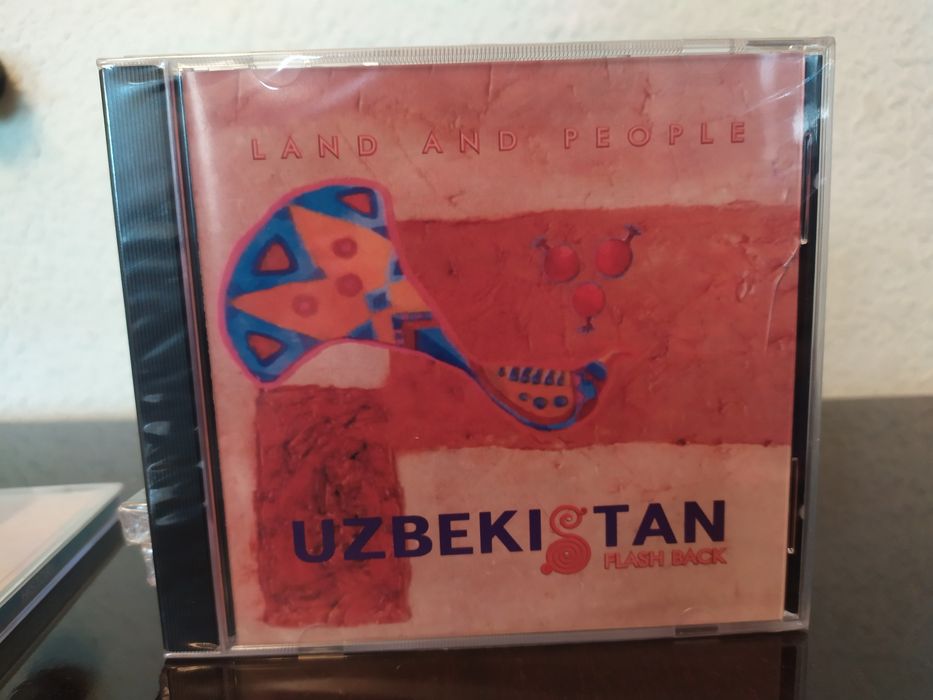 LAND AND PEOPLE
UZBEKISTAN
FLASH BACK